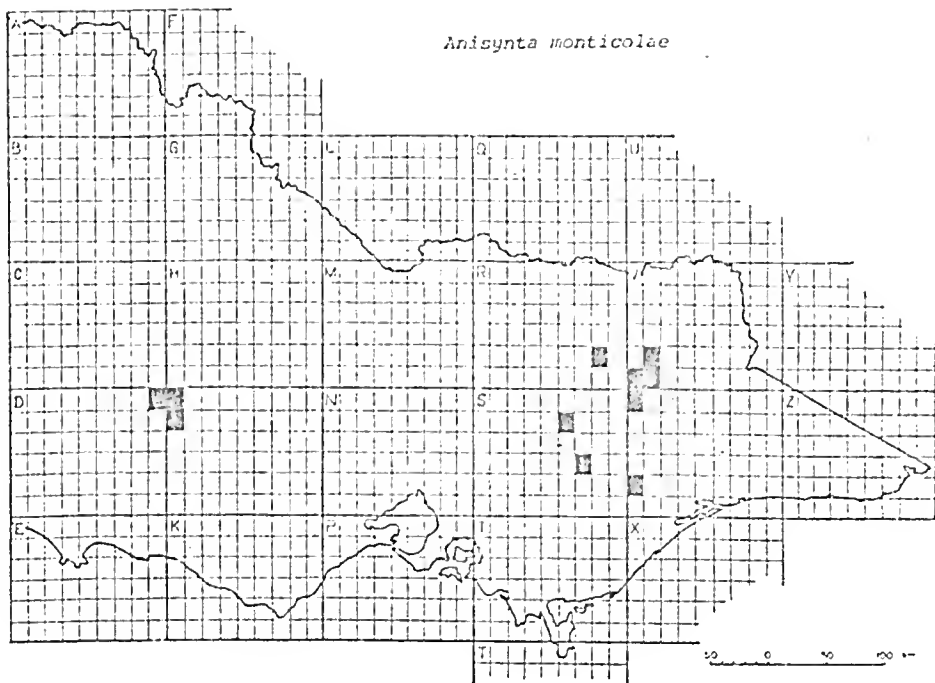 Anisynta monticolae
A F
B G L Q U
C H M R V Y
D N S Z
E K P T X
T
50 0 50 100